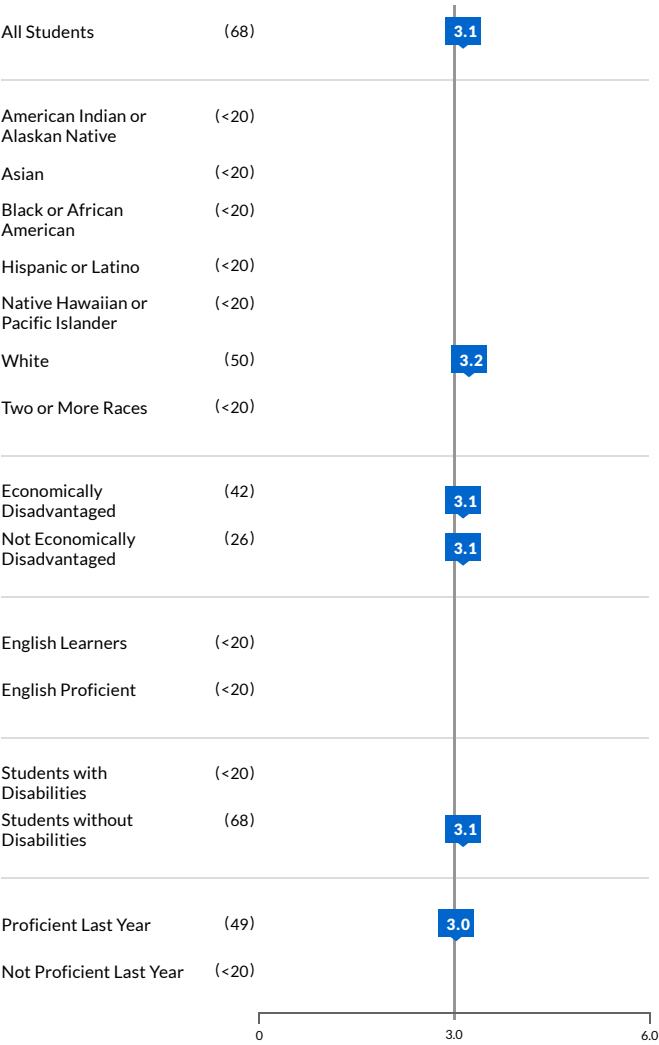 All Students (68) 3.1
American Indian or
Alaskan Native (<20)
Asian (<20)
Black or African
American (<20)
Hispanic or Latino (<20)
Native Hawaiian or
Pacific Islander (<20)
White (50) 3.2
Two or More Races (<20)
Economically
Disadvantaged (42) 3.1
Not Economically
Disadvantaged (26) 3.1
English Learners (<20)
English Proficient (<20)
Students with
Disabilities (<20)
Students without
Disabilities (68) 3.1
Proficient Last Year (49) 3.0
Not Proficient Last Year (<20)
0 3.0 6.0